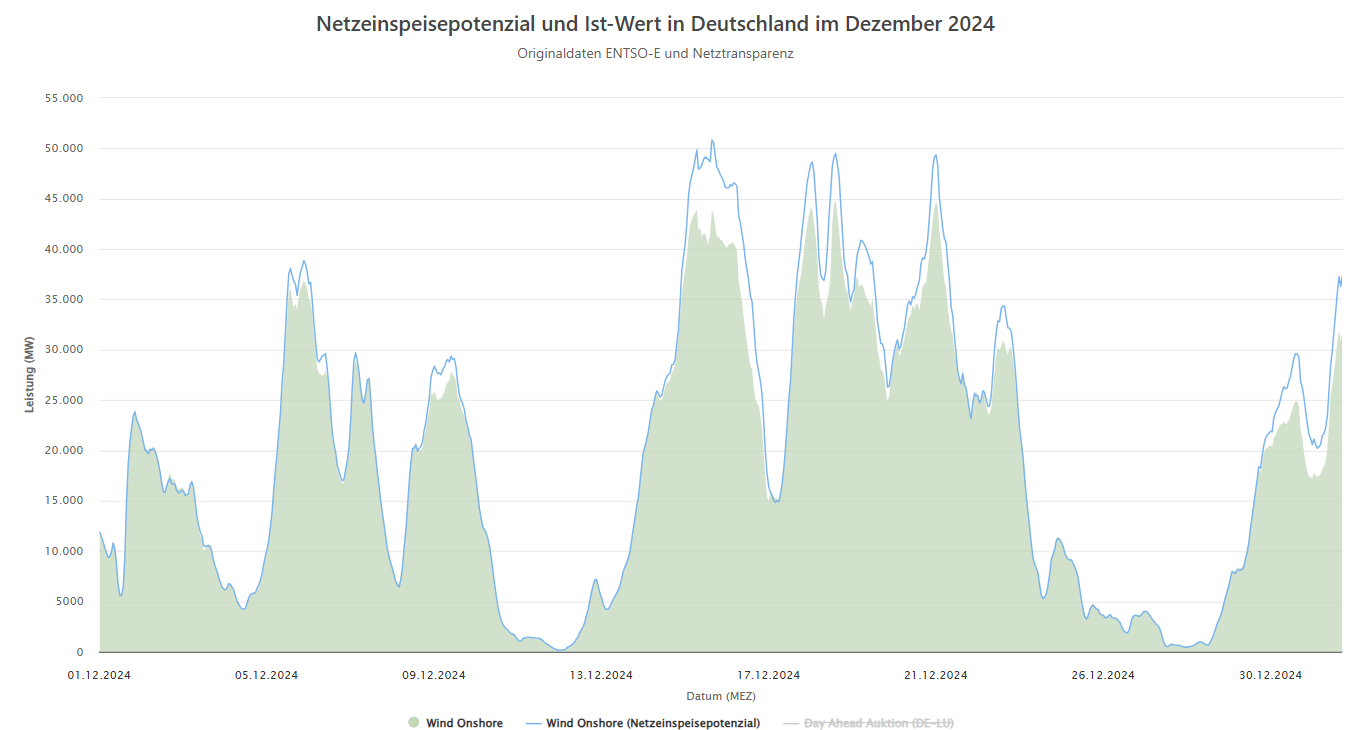 Netzeinspeisepotenzial und Ist-Wert in Deutschland im Dezember 2024
Originaldaten ENTSO-E und Netztransparenz
55.000
50.000
45.000
40.000
35.000
30.000
25.000
20.000
15.000
10.000
5000
0
Leistung (MW)
01.12.2024 05.12.2024 09.12.2024 13.12.2024 17.12.2024 21.12.2024 26.12.2024 30.12.2024
Datum (MEZ)
Wind Onshore Wind Onshore (Netzeinspeisepotenzial) Day Ahead Auktion (DE-LU)